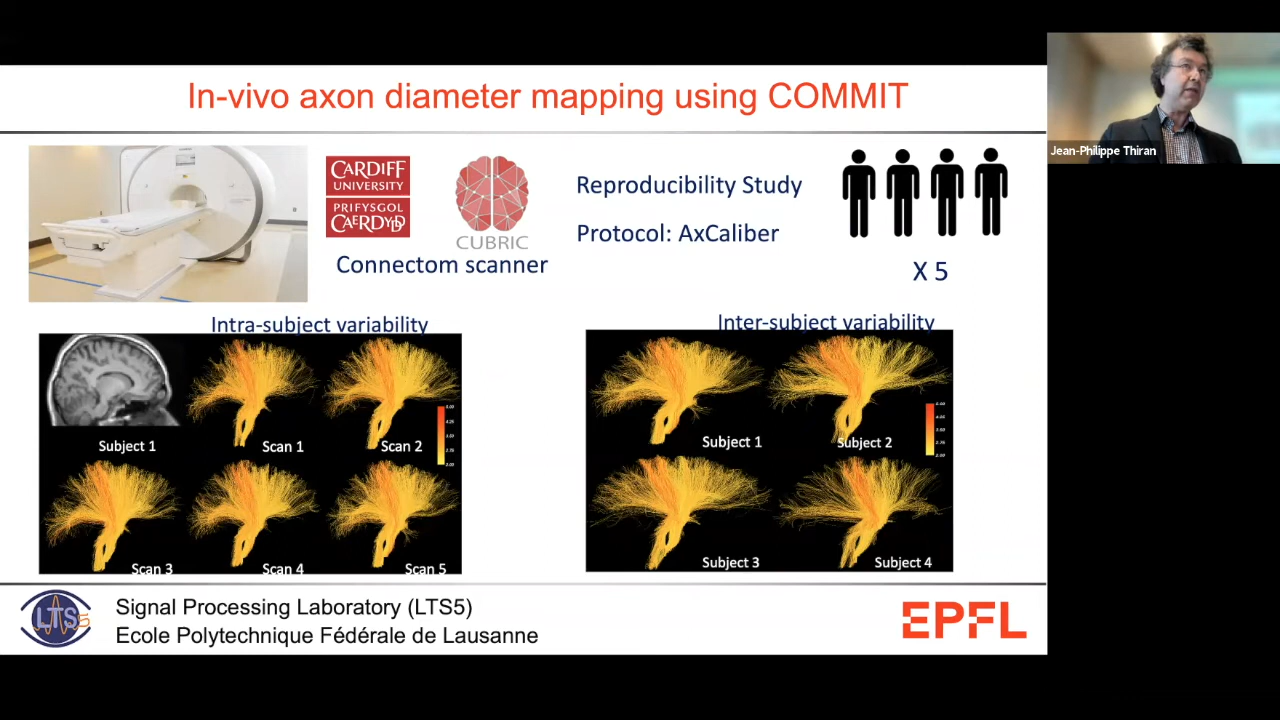 In-vivo axon diameter mapping using COMMIT
Jean-Philippe Thiran
CARDIFF
UNIVERSITY
PRIFYSGOL
CAERDYDD
CUBRIC
Connectom scanner
Reproducibility Study
Protocol: AxCaliber
X 5
Intra-subject variability
Subject 1
Scan 1
Scan 2
Scan 3
Scan 4
Scan 5
Inter-subject variability
Subject 1
Subject 2
Subject 3
Subject 4
LTS5
Signal Processing Laboratory (LTS5)
Ecole Polytechnique Fédérale de Lausanne
EPFL